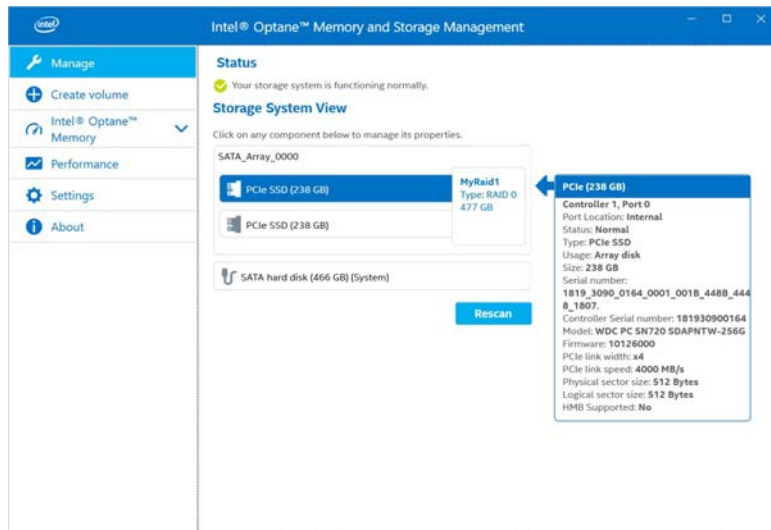 intel
Intel® Optane™ Memory and Storage Management
Manage
Create volume
Intel® Optane™
Memory
Performance
Settings
About
Status
Your storage system is functioning normally.
Storage System View
Click on any component below to manage its properties.
SATA_Array_0000
PCIe SSD (238 GB)
PCIe SSD (238 GB)
MyRaid1
Type: RAID 0
477 GB
SATA hard disk (466 GB) (System)
Rescan
PCIe (238 GB)
Controller 1, Port 0
Port Location: Internal
Status: Normal
Type: PCIe SSD
Usage: Array disk
Size: 238 GB
Serial number:
1819_3090_0164_0001_001B_448B_444
8_1807.
Controller Serial number: 181930900164
Model: WDC PC SN720 SDAPNTW-256G
Firmware: 10126000
PCIe link width: x4
PCIe link speed: 4000 MB/s
Physical sector size: 512 Bytes
Logical sector size: 512 Bytes
HMB Supported: No